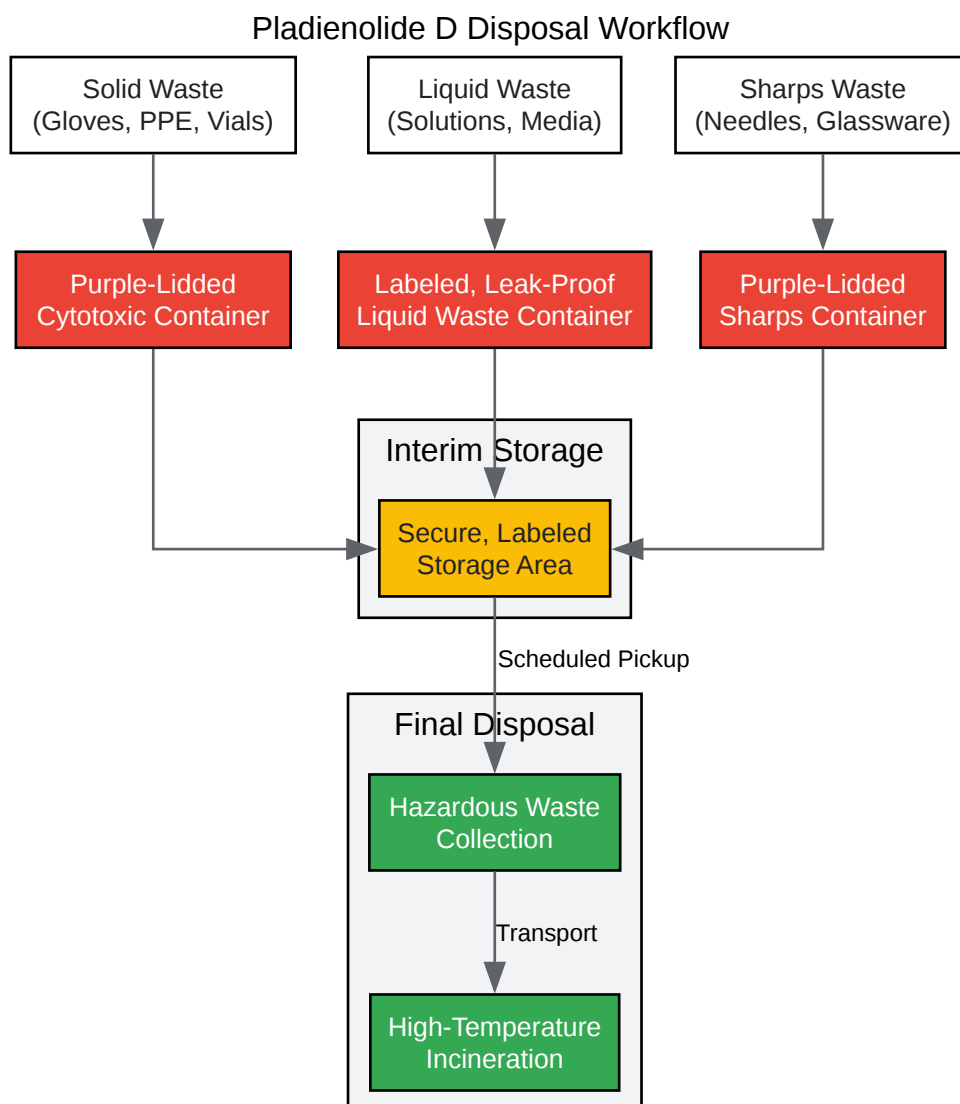 Pladienolide D Disposal Workflow
Solid Waste
(Gloves, PPE, Vials)
Liquid Waste
(Solutions, Media)
Sharps Waste
(Needles, Glassware)
Purple-Lidded
Cytotoxic Container
Labeled, Leak-Proof
Liquid Waste Container
Purple-Lidded
Sharps Container
Interim Storage
Secure, Labeled
Storage Area
Scheduled Pickup
Final Disposal
Hazardous Waste
Collection
Transport
High-Temperature
Incineration